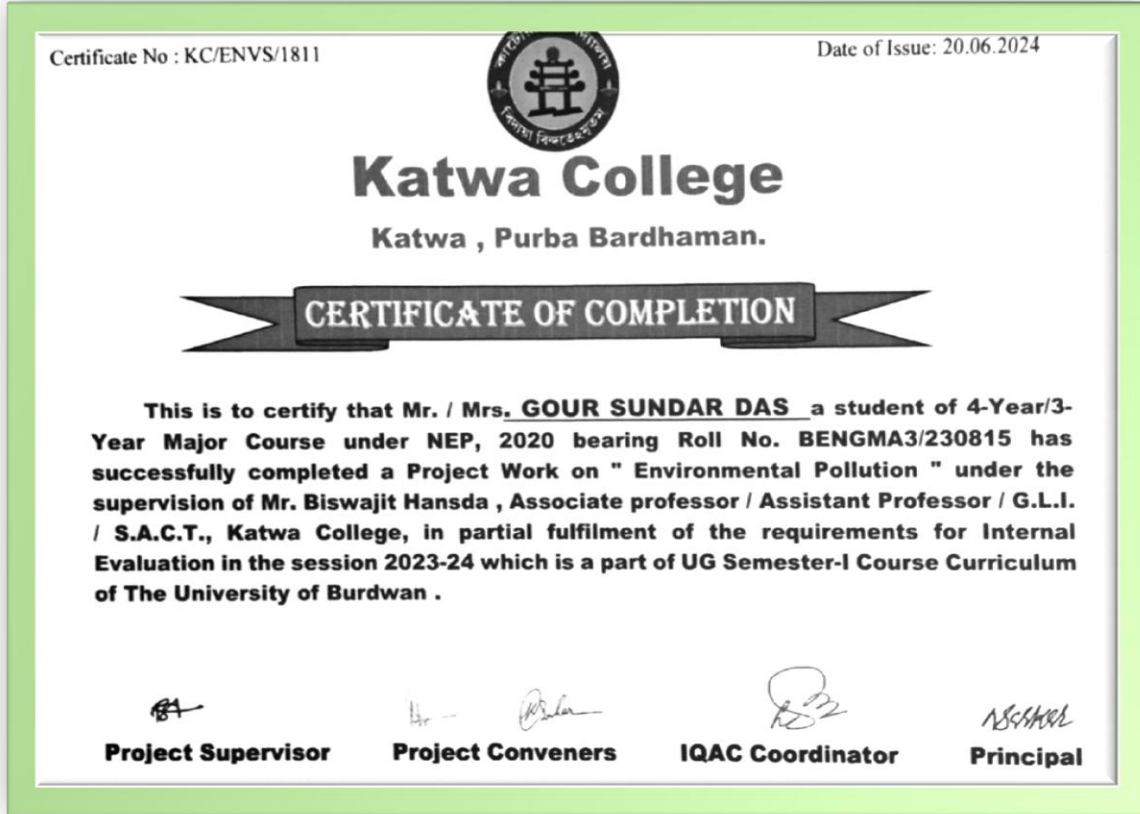 Certificate No : KC/ENVS/1811
Date of Issue: 20.06.2024
বিদ্যয়া বিন্দতেঽমৃতম
Katwa College
Katwa , Purba Bardhaman.
CERTIFICATE OF COMPLETION
This is to certify that Mr. / Mrs. GOUR SUNDAR DAS a student of 4-Year/3-
Year Major Course under NEP, 2020 bearing Roll No. BENGMA3/230815 has
successfully completed a Project Work on " Environmental Pollution " under the
supervision of Mr. Biswajit Hansda , Associate professor / Assistant Professor / G.L.I.
/ S.A.C.T., Katwa College, in partial fulfilment of the requirements for Internal
Evaluation in the session 2023-24 which is a part of UG Semester-I Course Curriculum
of The University of Burdwan .
Project Supervisor
Project Conveners
IQAC Coordinator
Principal